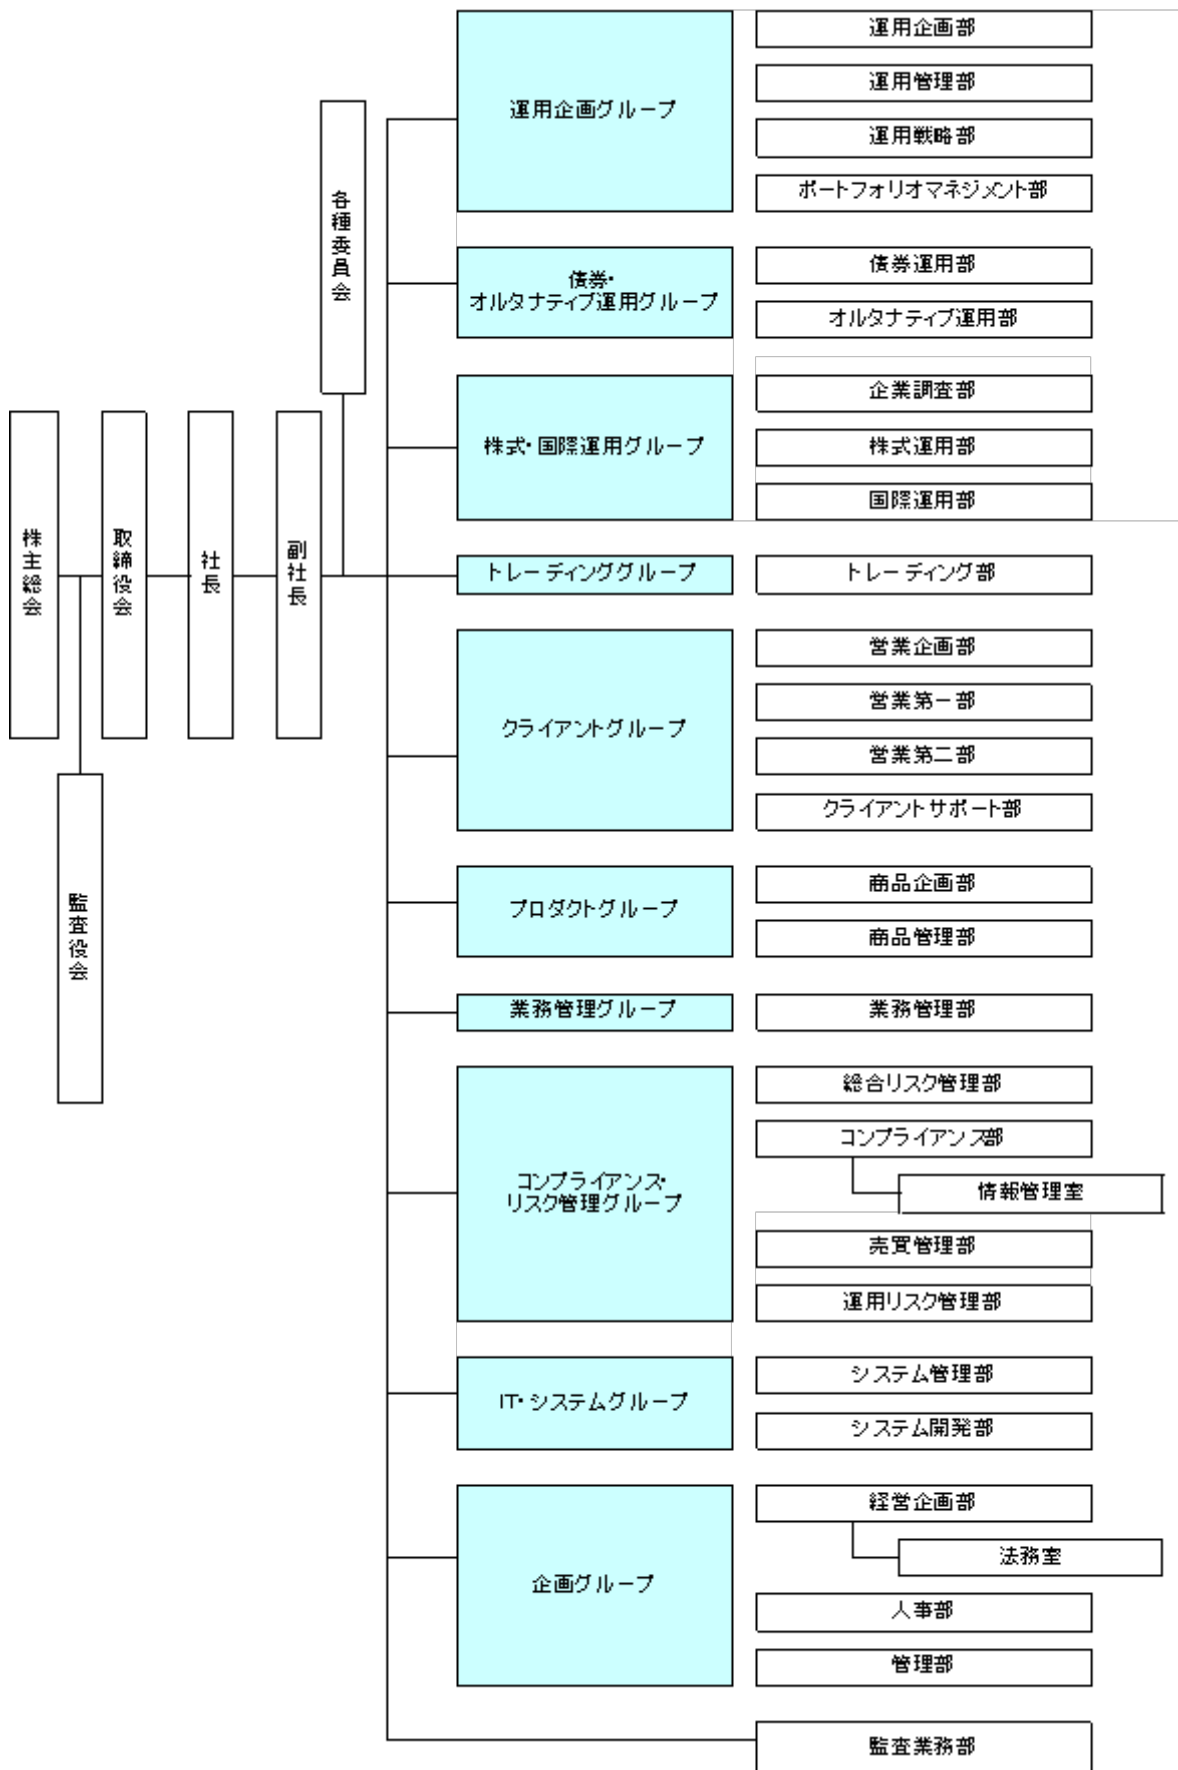 株主総会
監査役会
取締役会
社長
副社長
各種委員会
運用企画グループ
運用企画部
運用管理部
運用戦略部
ポートフォリオマネジメント部
債券・
オルタナティブ運用グループ
債券運用部
オルタナティブ運用部
株式・国際運用グループ
企業調査部
株式運用部
国際運用部
トレーディンググループ
トレーディング部
クライアントグループ
営業企画部
営業第一部
営業第二部
クライアントサポート部
プロダクトグループ
商品企画部
商品管理部
業務管理グループ
業務管理部
コンプライアンス・
リスク管理グループ
総合リスク管理部
コンプライアンス部
情報管理室
売買管理部
運用リスク管理部
IT・システムグループ
システム管理部
システム開発部
企画グループ
経営企画部
法務室
人事部
管理部
監査業務部